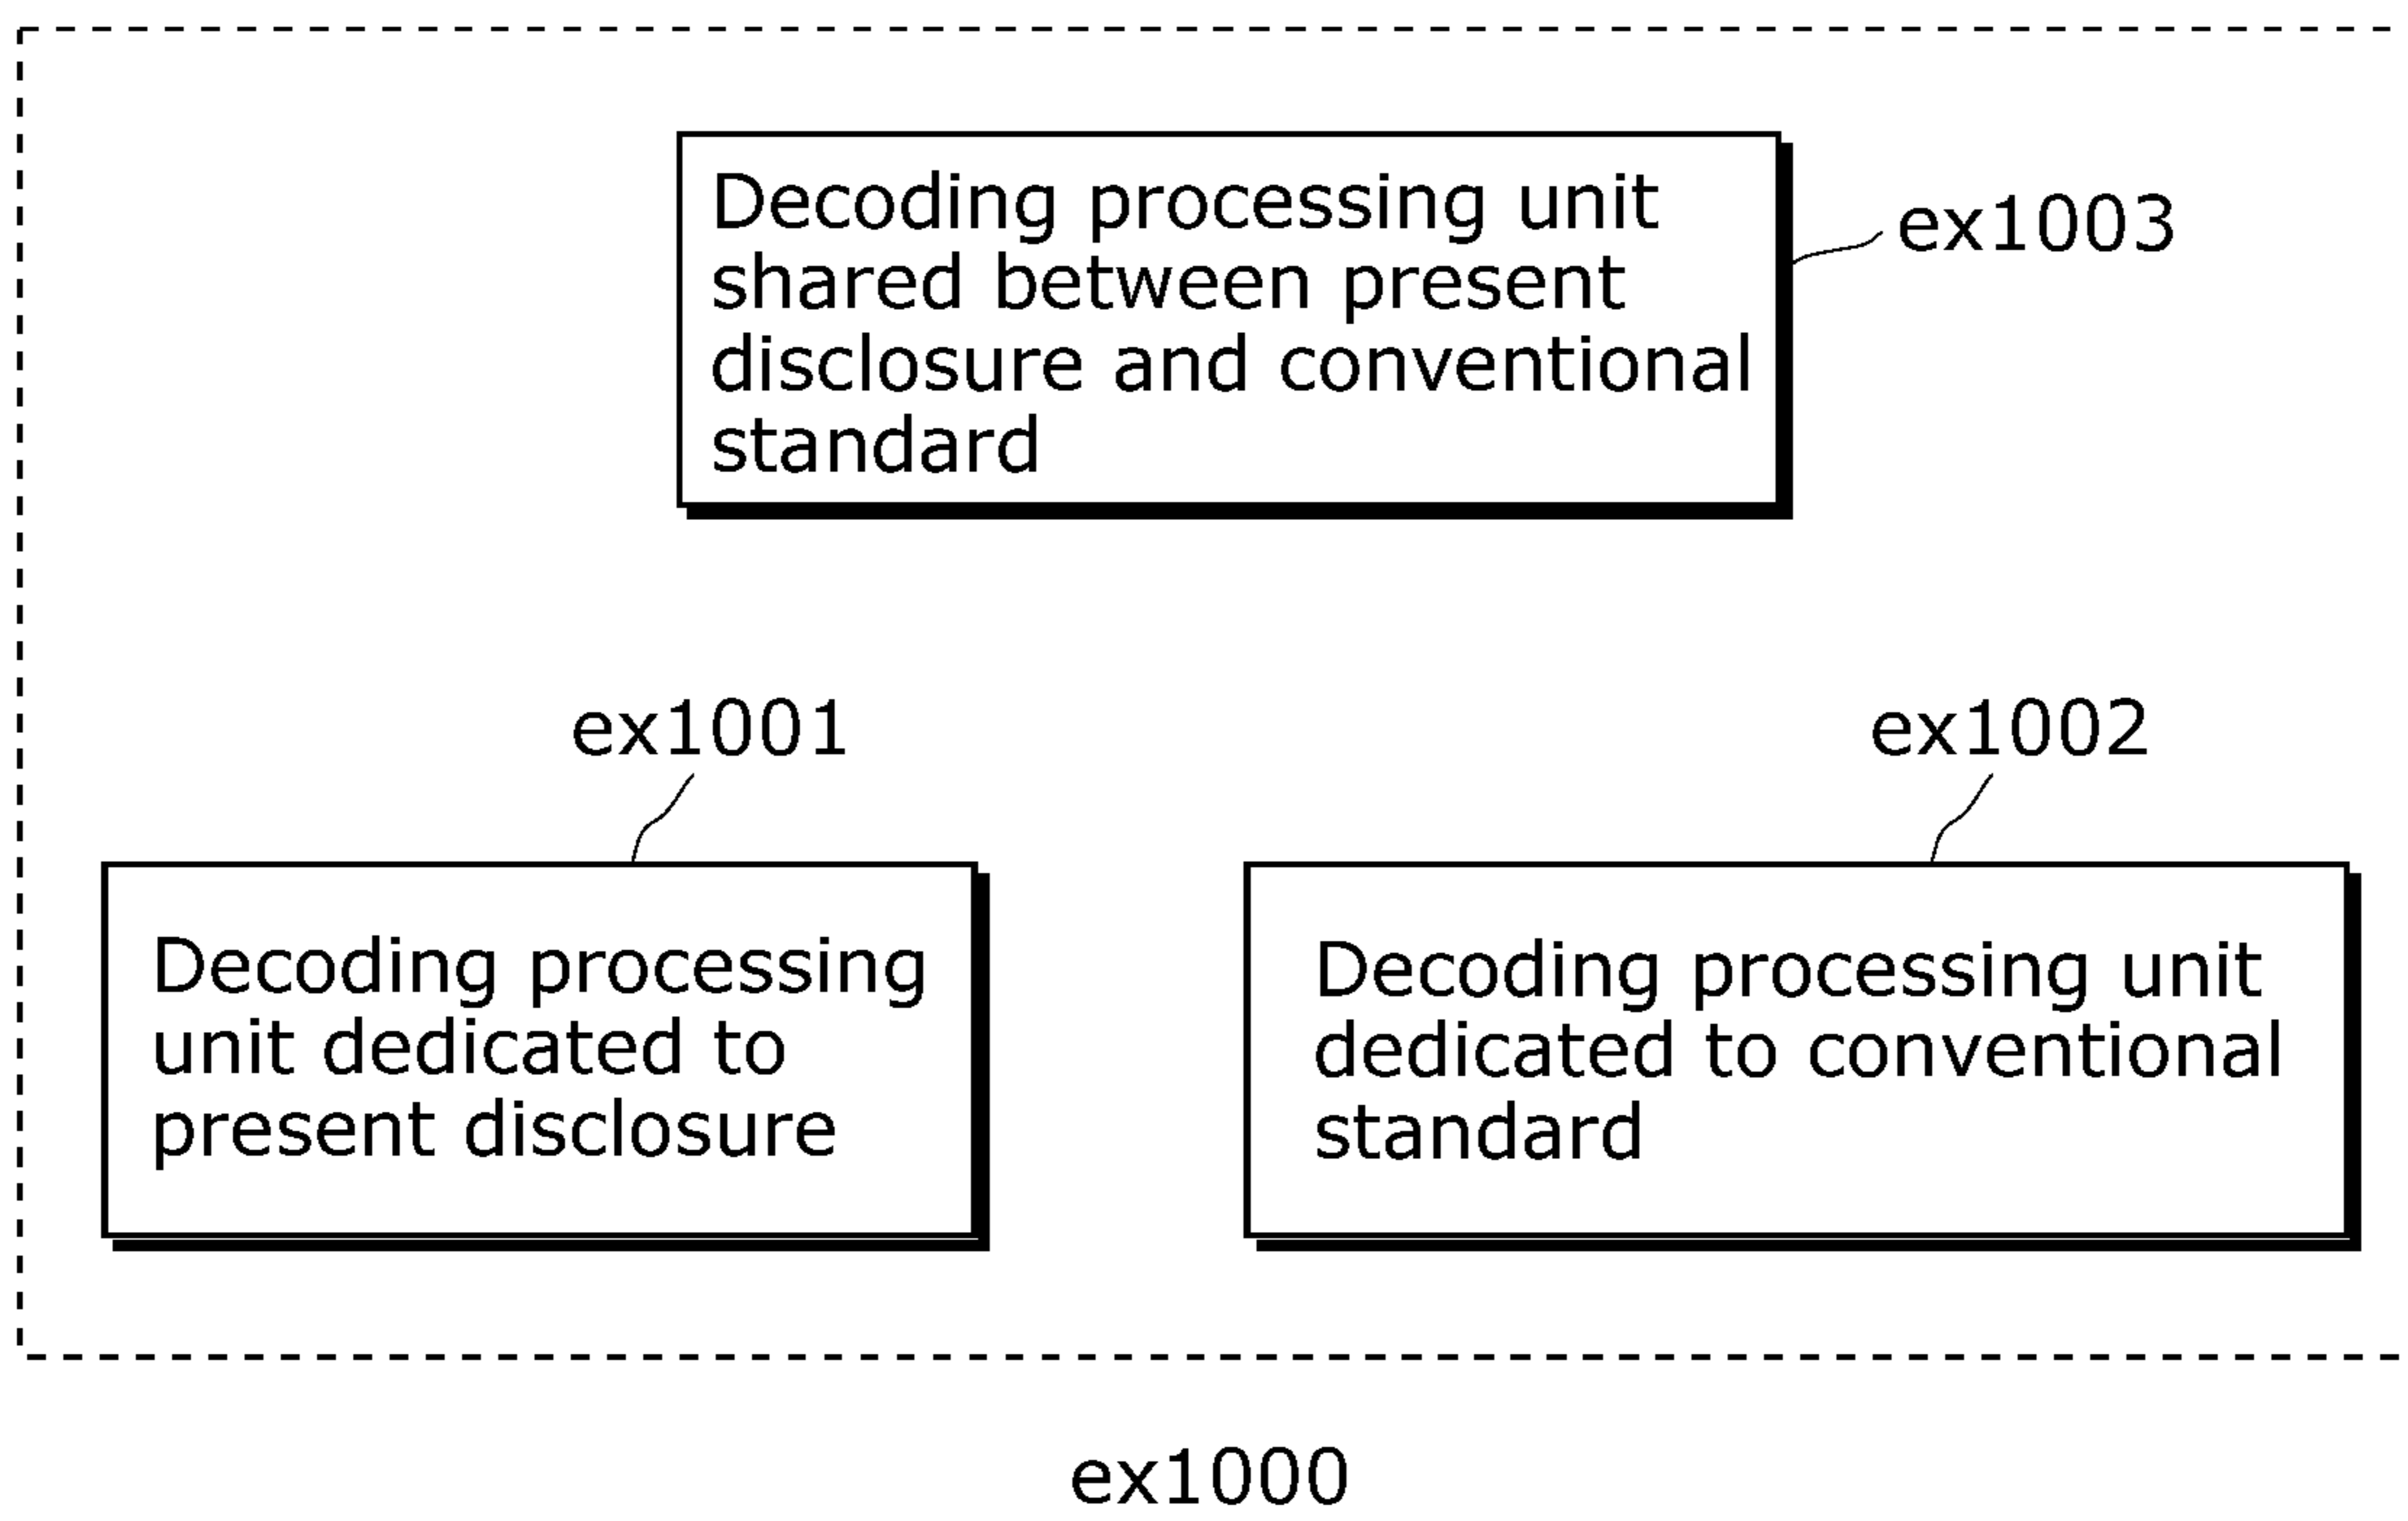 Decoding processing unit
shared between present
disclosure and conventional
standard
ex1003
ex1001
ex1002
Decoding processing
unit dedicated to
present disclosure
Decoding processing unit
dedicated to conventional
standard
ex1000